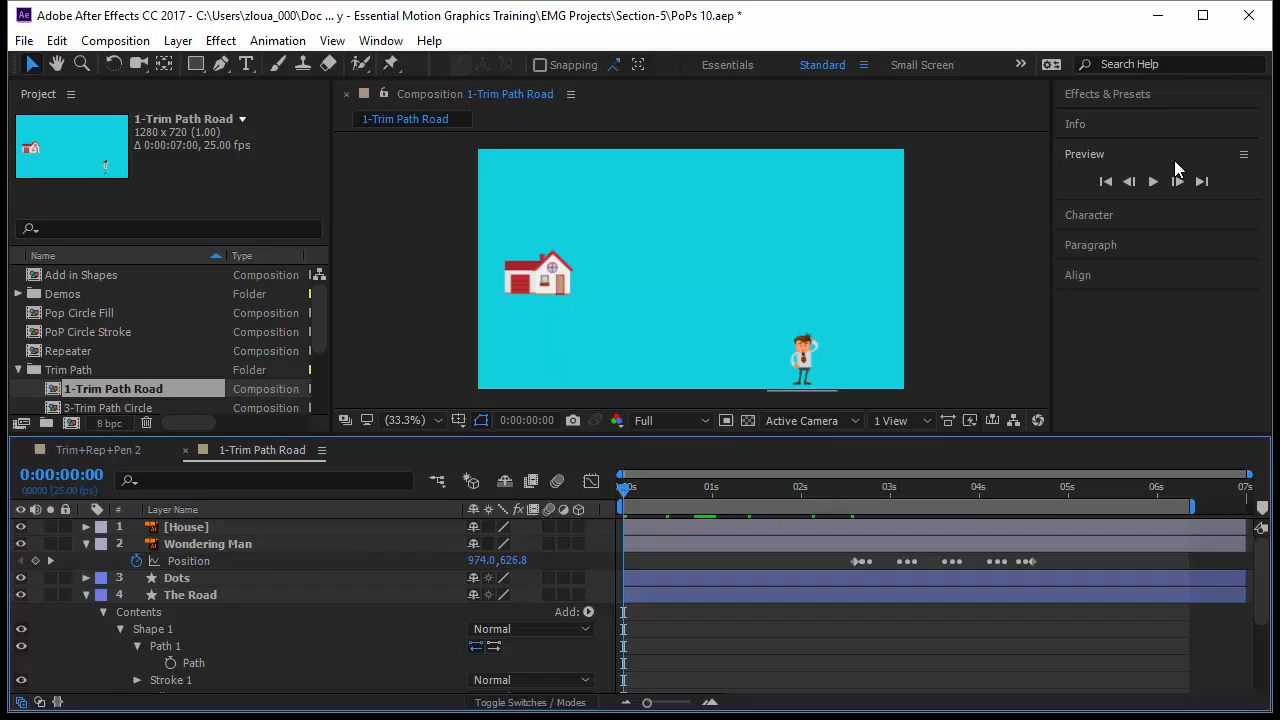 Adobe After Effects CC 2017 - C:\Users\zloua_000\Doc ... y - Essential Motion Graphics Training\EMG Projects\Section-5\PoPs 10.aep *
File Edit Composition Layer Effect Animation View Window Help
Snapping Essentials Standard Small Screen Search Help
Project
Composition 1-Trim Path Road
Effects & Presets
1-Trim Path Road
1280 x 720 (1.00)
Δ 0:00:07:00, 25.00 fps
1-Trim Path Road
Info
Preview
Character
Paragraph
Align
Name Type
Add in Shapes Composition
Demos Folder
Pop Circle Fill Composition
PoP Circle Stroke Composition
Repeater Composition
Trim Path Folder
1-Trim Path Road Composition
3-Trim Path Circle Composition
8 bpc
(33.3%) 0:00:00:00 Full Active Camera 1 View
Trim+Rep+Pen 2 1-Trim Path Road
0:00:00:00
00000 (25.00 fps)
:00s 01s 02s 03s 04s 05s 06s 07s
# Layer Name
1 [House]
2 Wondering Man
Position 974.0,626.8
3 Dots
4 The Road
Contents Add:
Shape 1 Normal
Path 1
Path
Stroke 1 Normal
Toggle Switches / Modes